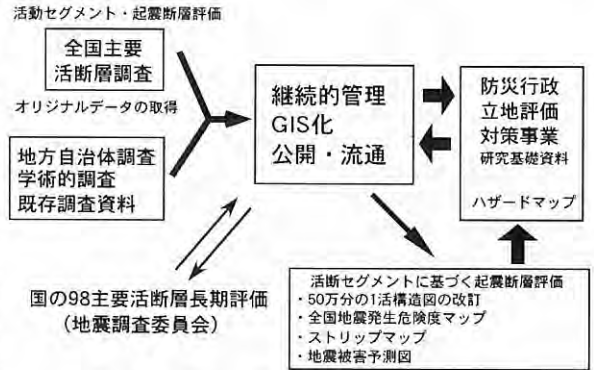 活動セグメント・起震断層評価
全国主要
活断層調査
オリジナルデータの取得
地方自治体調査
学術的調査
既存調査資料
継続的管理
GIS化
公開・流通
防災行政
立地評価
対策事業
研究基礎資料
ハザードマップ
国の98主要活断層長期評価
（地震調査委員会）
活断セグメントに基づく起震断層評価
・50万分の1活構造図の改訂
・全国地震発生危険度マップ
・ストリップマップ
・地震被害予測図